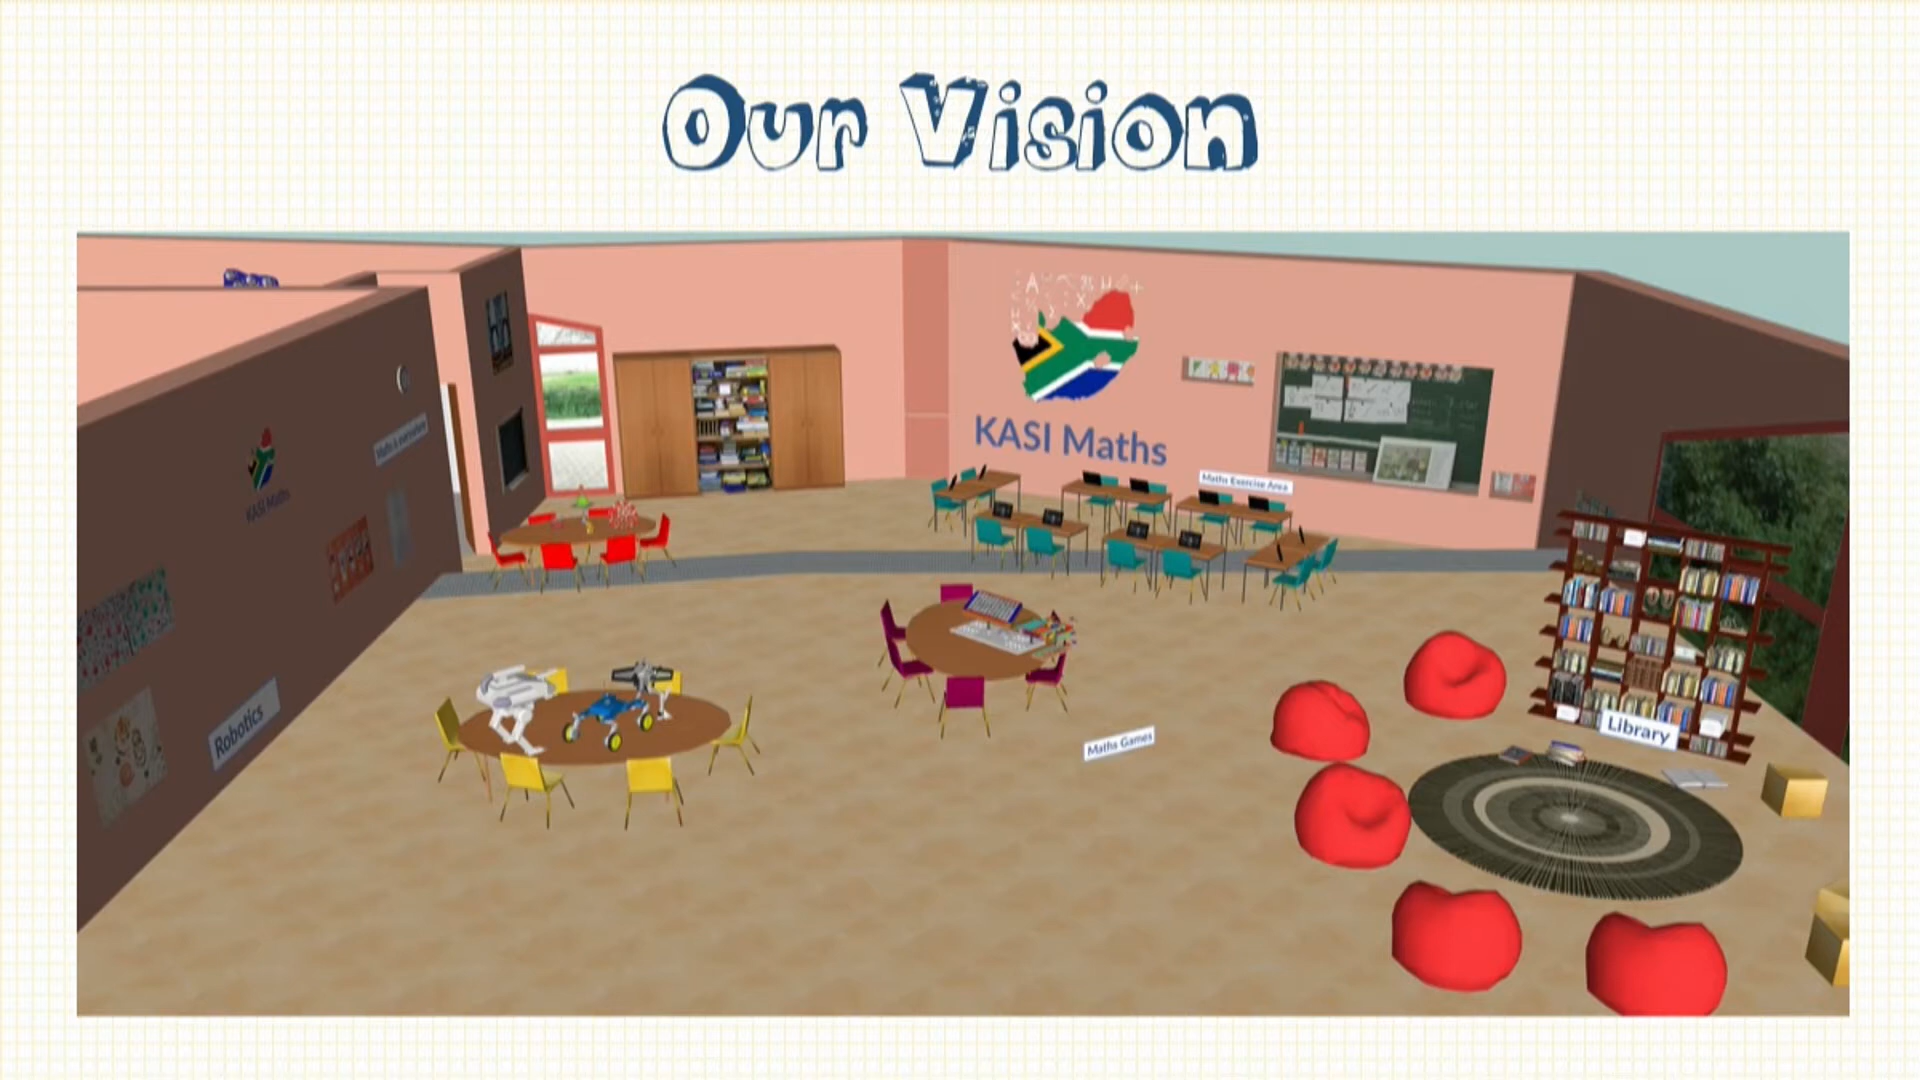 Our Vision
KASI Maths
Maths Exercise Area
KASI Maths
Robotics
Maths Games
Library